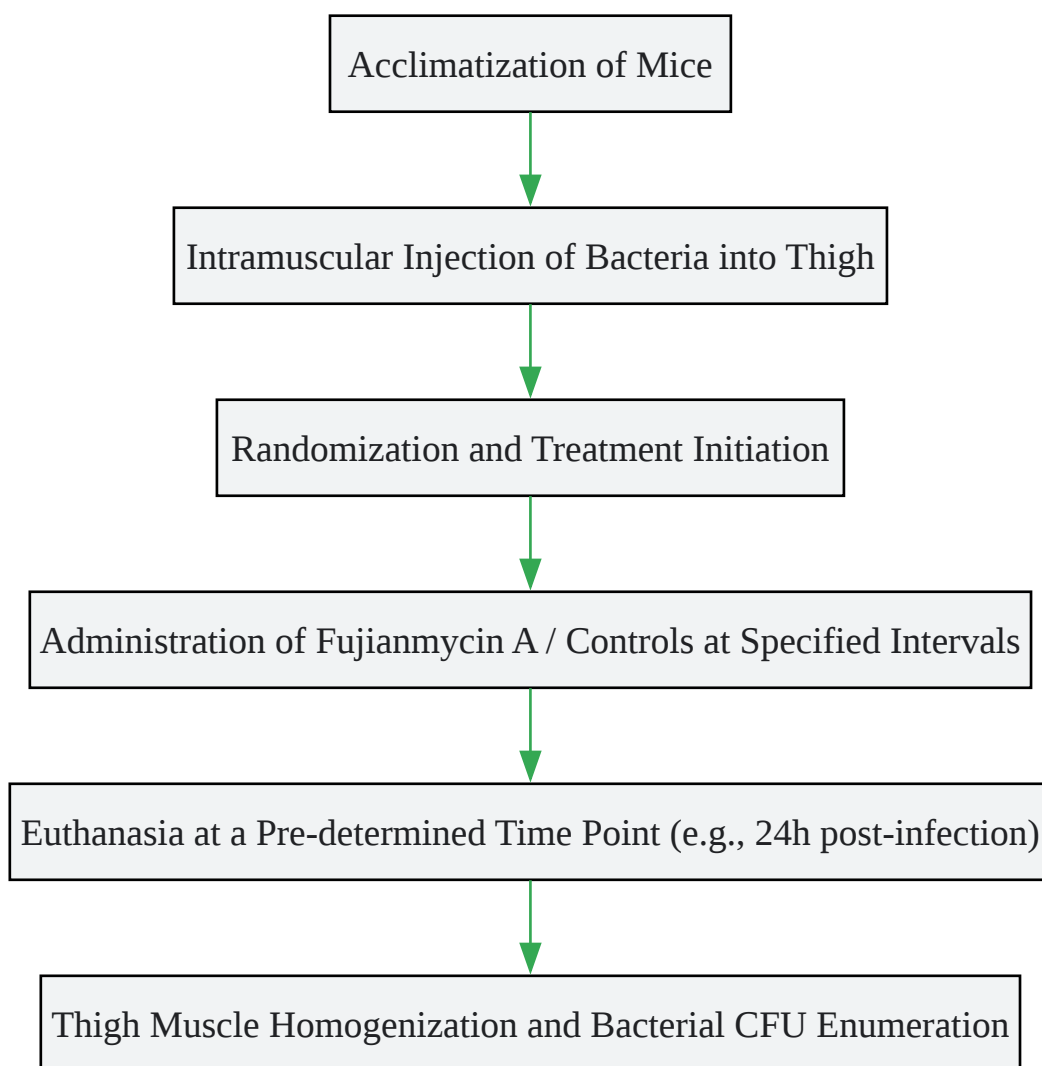 Acclimatization of Mice
Intramuscular Injection of Bacteria into Thigh
Randomization and Treatment Initiation
Administration of Fujianmycin A / Controls at Specified Intervals
Euthanasia at a Pre-determined Time Point (e.g., 24h post-infection)
Thigh Muscle Homogenization and Bacterial CFU Enumeration